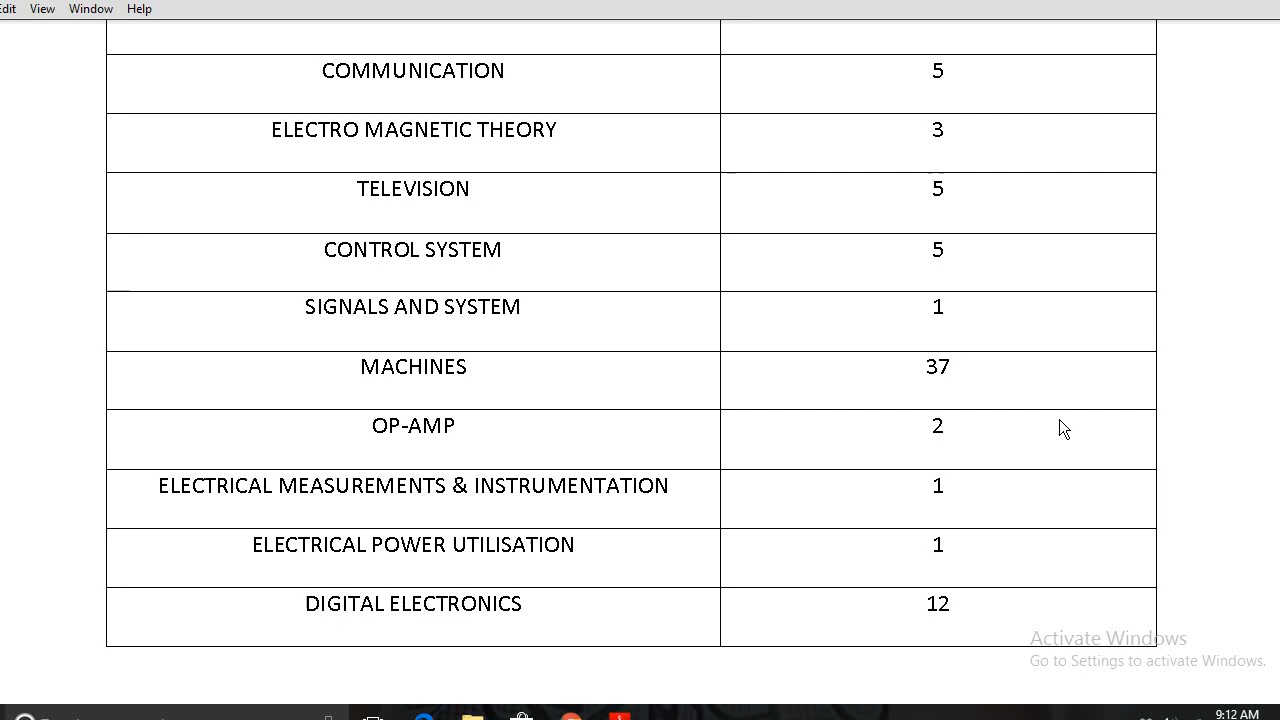 Edit View Window Help
COMMUNICATION 5
ELECTRO MAGNETIC THEORY 3
TELEVISION 5
CONTROL SYSTEM 5
SIGNALS AND SYSTEM 1
MACHINES 37
OP-AMP 2
ELECTRICAL MEASUREMENTS & INSTRUMENTATION 1
ELECTRICAL POWER UTILISATION 1
DIGITAL ELECTRONICS 12
Activate Windows
Go to Settings to activate Windows.
9:12 AM